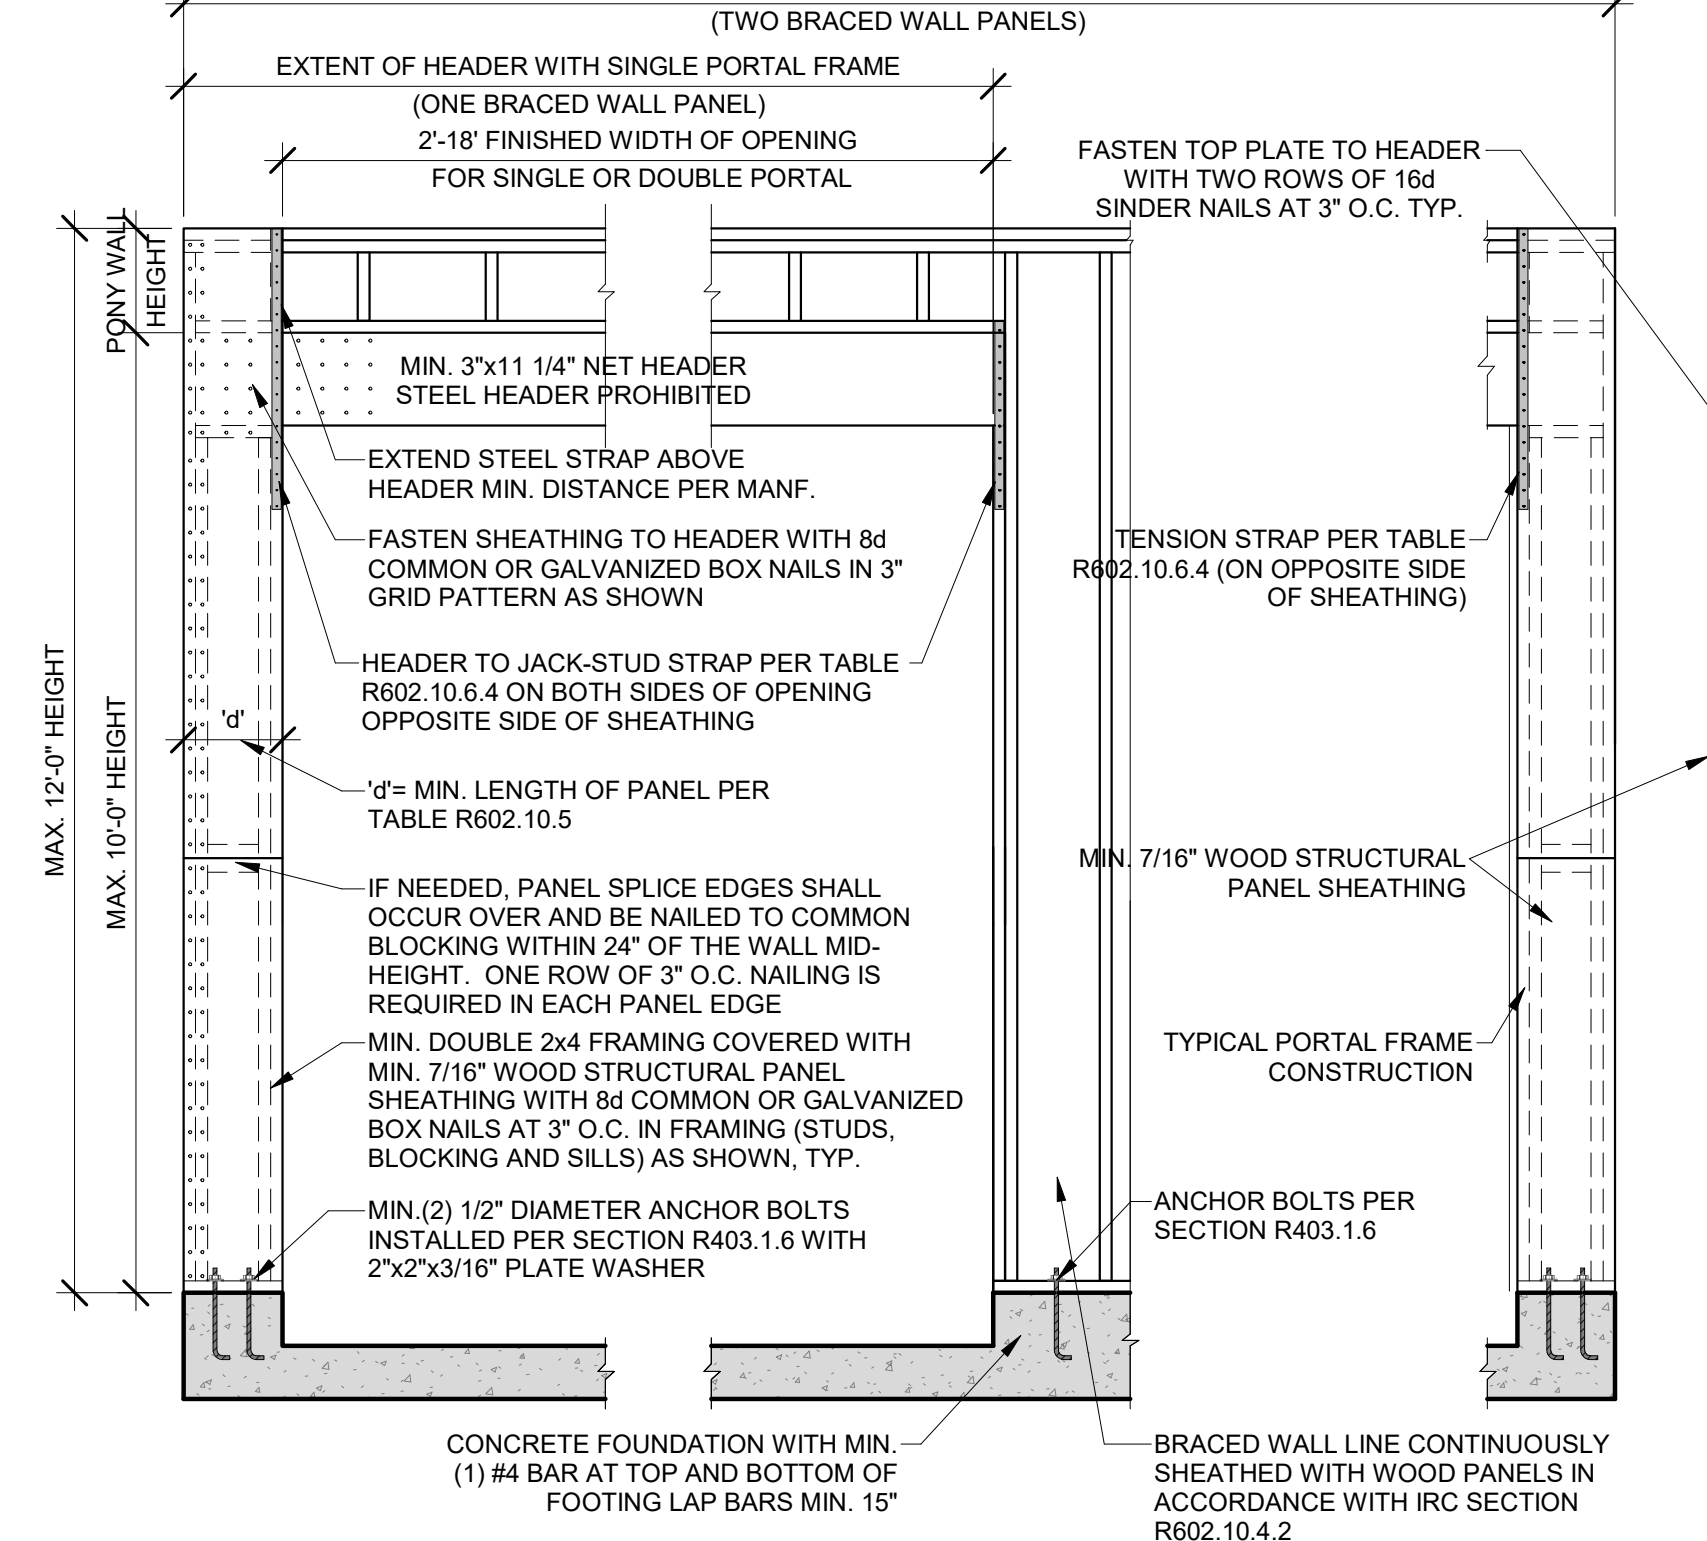 (TWO BRACED WALL PANELS)
EXTENT OF HEADER WITH SINGLE PORTAL FRAME
(ONE BRACED WALL PANEL)
2'-18' FINISHED WIDTH OF OPENING
FOR SINGLE OR DOUBLE PORTAL
FASTEN TOP PLATE TO HEADER
WITH TWO ROWS OF 16d
SINDER NAILS AT 3" O.C. TYP.
PONY WALL
HEIGHT
MIN. 3"x11 1/4" NET HEADER
STEEL HEADER PROHIBITED
EXTEND STEEL STRAP ABOVE
HEADER MIN. DISTANCE PER MANF.
FASTEN SHEATHING TO HEADER WITH 8d
COMMON OR GALVANIZED BOX NAILS IN 3"
GRID PATTERN AS SHOWN
TENSION STRAP PER TABLE
R602.10.6.4 (ON OPPOSITE SIDE
OF SHEATHING)
HEADER TO JACK-STUD STRAP PER TABLE
R602.10.6.4 ON BOTH SIDES OF OPENING
OPPOSITE SIDE OF SHEATHING
MAX. 12'-0" HEIGHT
MAX. 10'-0" HEIGHT
'd'
'd'= MIN. LENGTH OF PANEL PER
TABLE R602.10.5
MIN. 7/16" WOOD STRUCTURAL
PANEL SHEATHING
IF NEEDED, PANEL SPLICE EDGES SHALL
OCCUR OVER AND BE NAILED TO COMMON
BLOCKING WITHIN 24" OF THE WALL MID-
HEIGHT. ONE ROW OF 3" O.C. NAILING IS
REQUIRED IN EACH PANEL EDGE
MIN. DOUBLE 2x4 FRAMING COVERED WITH
MIN. 7/16" WOOD STRUCTURAL PANEL
SHEATHING WITH 8d COMMON OR GALVANIZED
BOX NAILS AT 3" O.C. IN FRAMING (STUDS,
BLOCKING AND SILLS) AS SHOWN, TYP.
TYPICAL PORTAL FRAME
CONSTRUCTION
MIN.(2) 1/2" DIAMETER ANCHOR BOLTS
INSTALLED PER SECTION R403.1.6 WITH
2"x2"x3/16" PLATE WASHER
ANCHOR BOLTS PER
SECTION R403.1.6
CONCRETE FOUNDATION WITH MIN.
(1) #4 BAR AT TOP AND BOTTOM OF
FOOTING LAP BARS MIN. 15"
BRACED WALL LINE CONTINUOUSLY
SHEATHED WITH WOOD PANELS IN
ACCORDANCE WITH IRC SECTION
R602.10.4.2